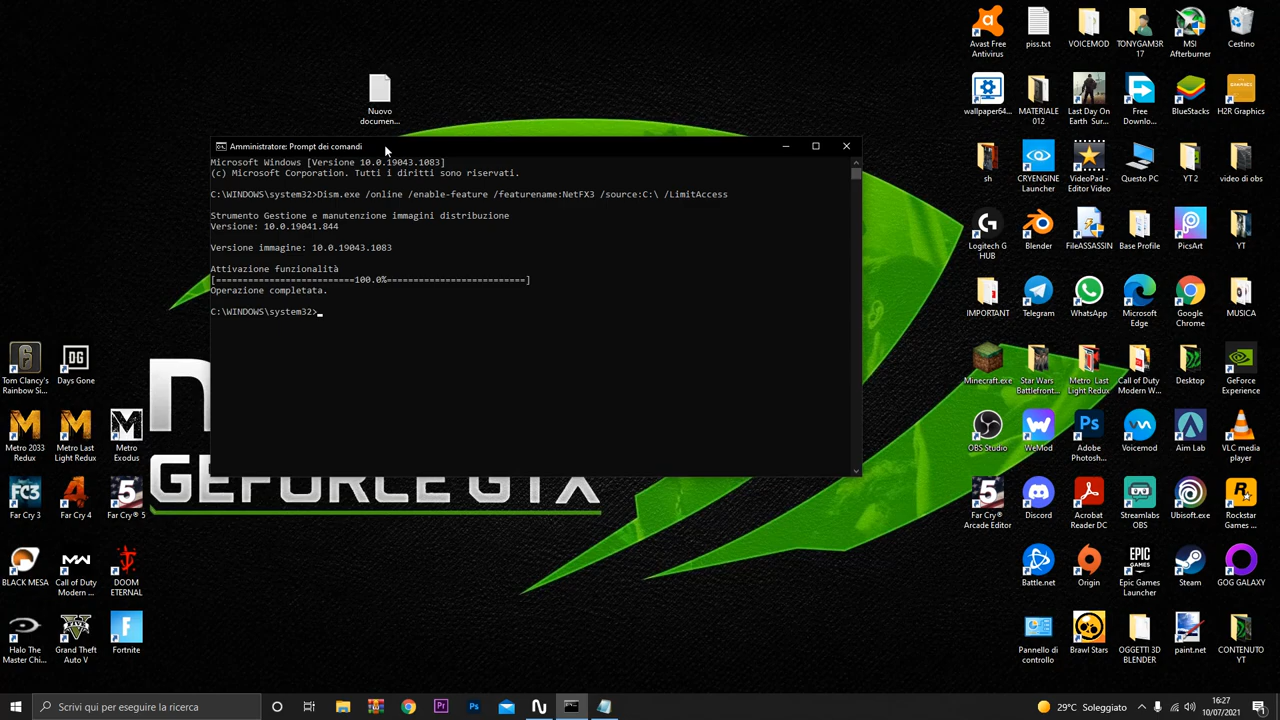 Avast Free
Antivirus
piss.txt
VOICEMOD
TONYGAM3R
17
MSI
Afterburner
Cestino
Nuovo
documen...
wallpaper64...
MATERIALE
012
Last Day On
Earth_Sur...
Free
Downlo...
BlueStacks
H2R Graphics
Amministratore: Prompt dei comandi
Microsoft Windows [Versione 10.0.19043.1083]
(c) Microsoft Corporation. Tutti i diritti sono riservati.
C:\WINDOWS\system32>Dism.exe /online /enable-feature /featurename:NetFX3 /source:C:\ /LimitAccess
Strumento Gestione e manutenzione immagini distribuzione
Versione: 10.0.19041.844
Versione immagine: 10.0.19043.1083
Attivazione funzionalità
[==========================100.0%==========================]
Operazione completata.
C:\WINDOWS\system32>
sh
CRYENGINE
Launcher
VideoPad -
Editor Video
Questo PC
YT 2
video di obs
Logitech G
HUB
Blender
FileASSASSIN
Base Profile
PicsArt
YT
IMPORTANT
Telegram
WhatsApp
Microsoft
Edge
Google
Chrome
MUSICA
Tom Clancy's
Rainbow Si...
Days Gone
Minecraft.exe
Star Wars
Battlefront...
Metro_Last
Light Redux
Call of Duty
Modern W...
Desktop
GeForce
Experience
Metro 2033
Redux
Metro Last
Light Redux
Metro
Exodus
OBS Studio
WeMod
Adobe
Photosh...
Voicemod
Aim Lab
VLC media
player
GEFORCE GTX
Far Cry 3
Far Cry 4
Far Cry® 5
Far Cry®
Arcade Editor
Discord
Acrobat
Reader DC
Streamlabs
OBS
Ubisoft.exe
Rockstar
Games ...
BLACK MESA
Call of Duty
Modern ...
DOOM
ETERNAL
Battle.net
Origin
Epic Games
Launcher
Steam
GOG GALAXY
Halo The
Master Chi...
Grand Theft
Auto V
Fortnite
Pannello di
controllo
Brawl Stars
OGGETTI 3D
BLENDER
paint.net
CONTENUTO
YT
Scrivi qui per eseguire la ricerca
29°C Soleggiato
16:27
10/07/2021